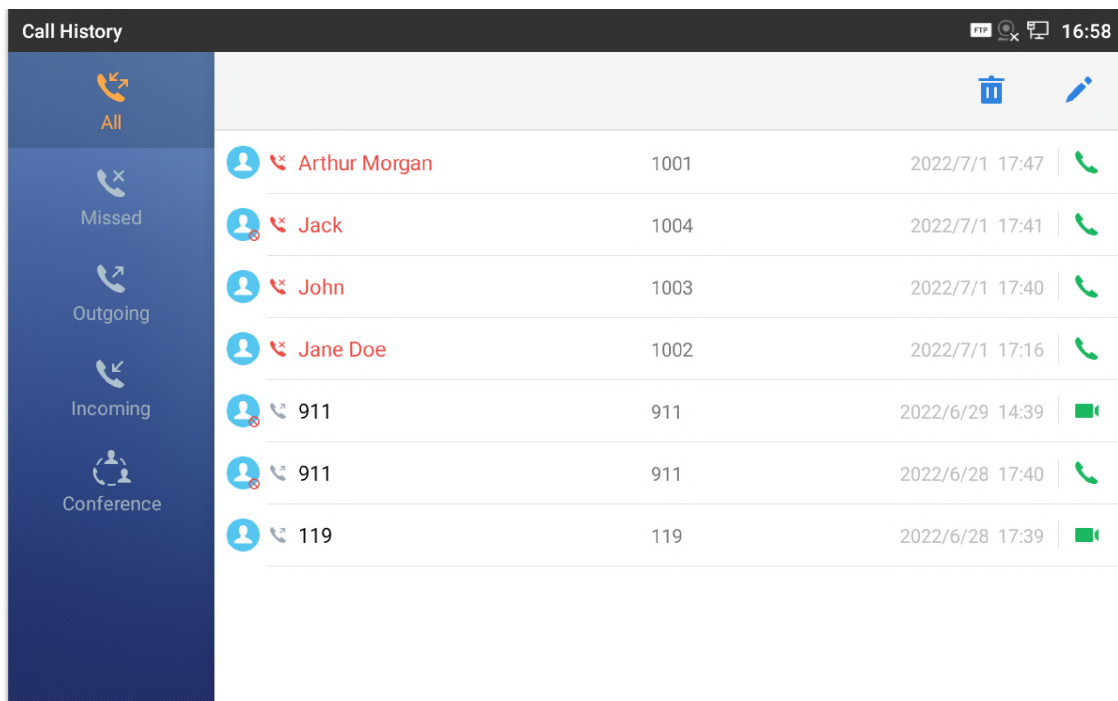 Call History FTP 16:58
All
Missed
Outgoing
Incoming
Conference
Arthur Morgan 1001 2022/7/1 17:47
Jack 1004 2022/7/1 17:41
John 1003 2022/7/1 17:40
Jane Doe 1002 2022/7/1 17:16
911 911 2022/6/29 14:39
911 911 2022/6/28 17:40
119 119 2022/6/28 17:39